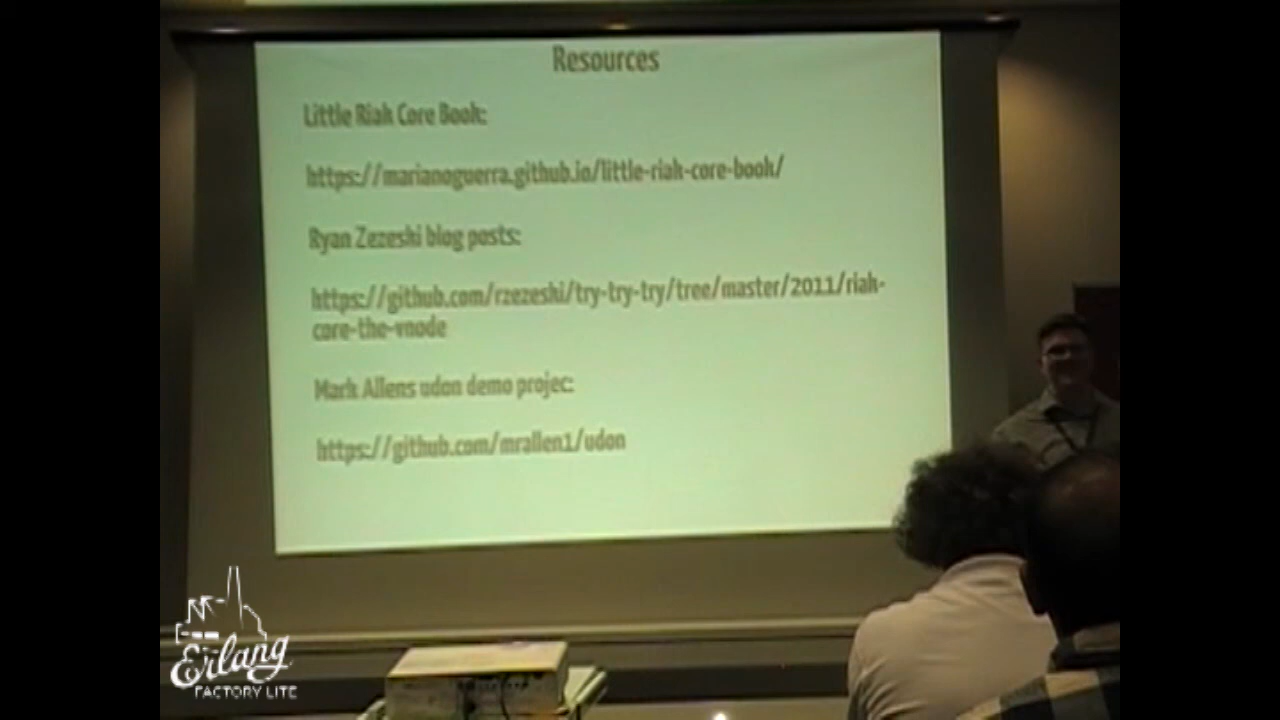 Resources
Little Riak Core Book:
https://marianoguerra.github.io/little-riak-core-book/
Ryan Zezeski blog posts:
https://github.com/rzezeski/try-try-try/tree/master/2011/riak-
core-the-vnode
Mark Allens udon demo projec:
https://github.com/mrallen1/udon
Erlang
FACTORY LITE